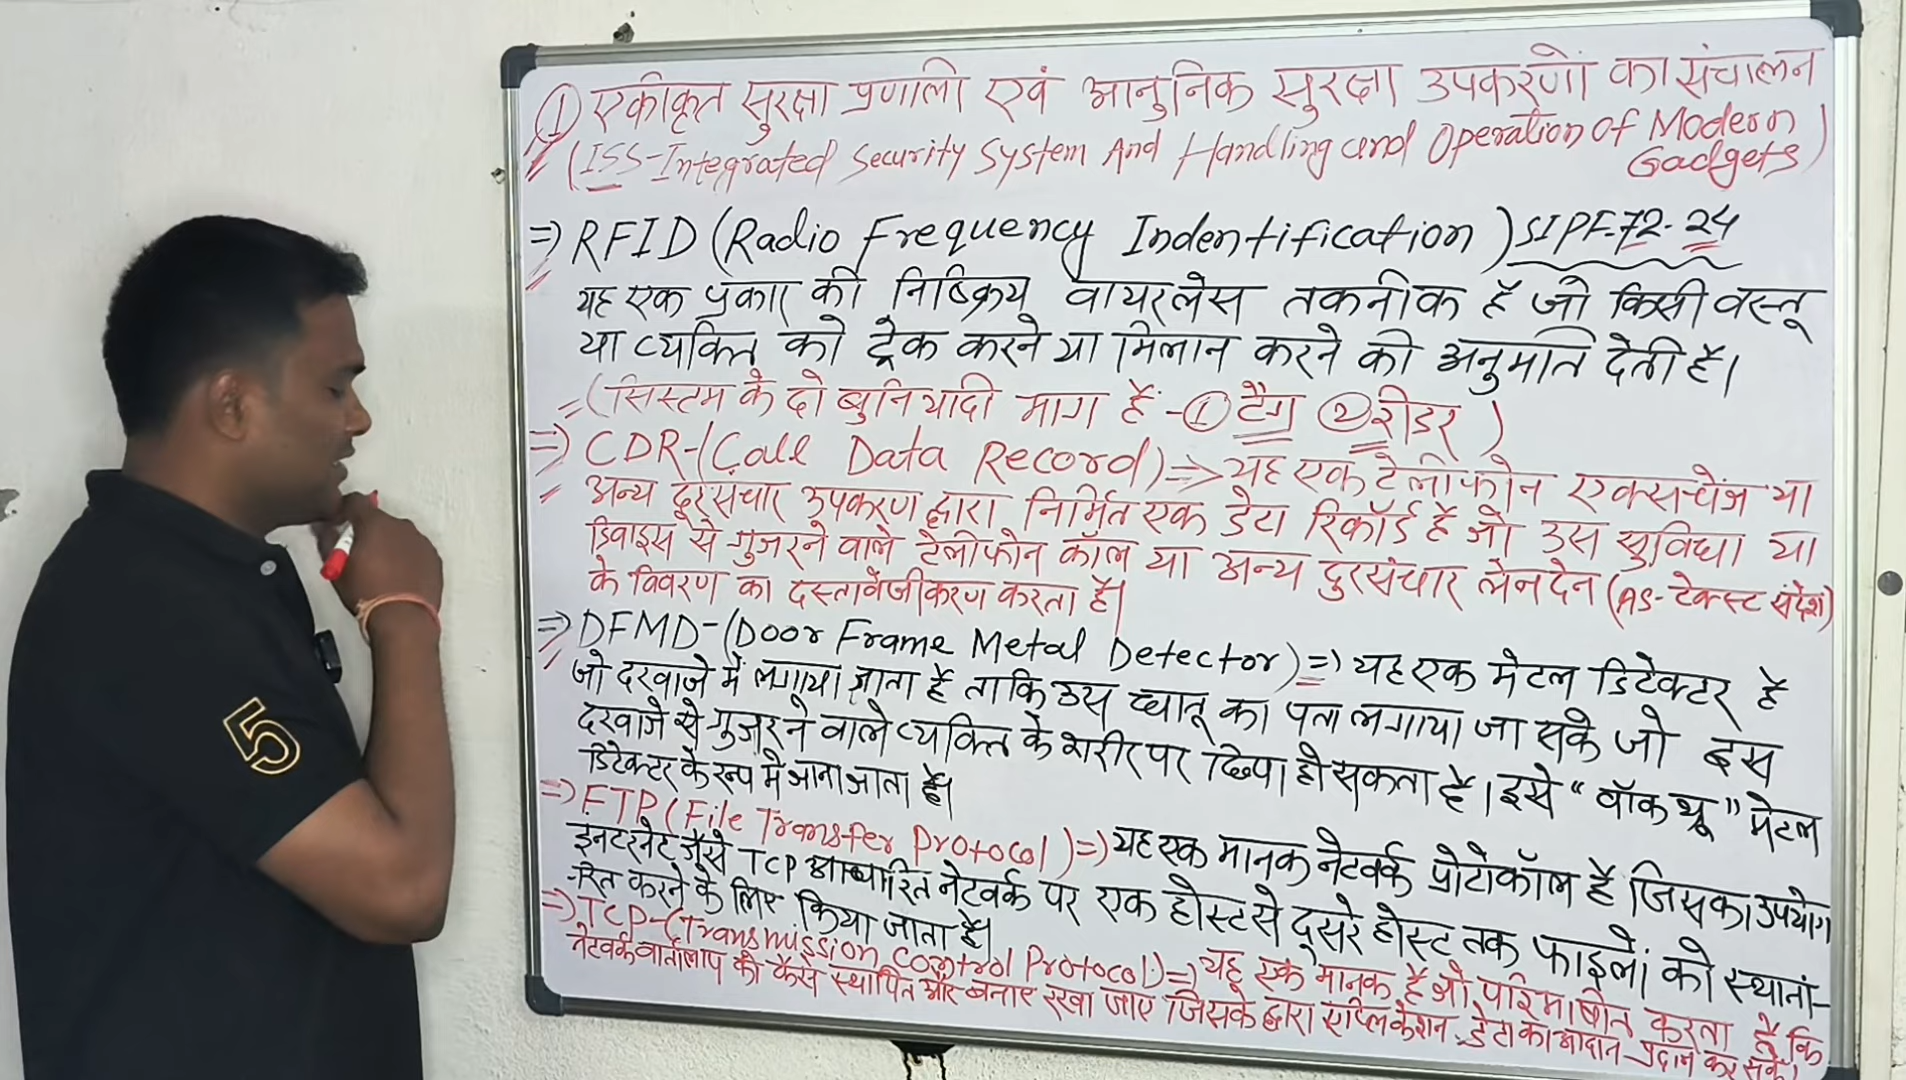 ① एकीकृत सुरक्षा प्रणाली एवं आनुनिक सुरक्षा उपकरणों का संचालन
(ISS-Integrated Security System And Handling and Operation Of Modern Gadgets)
=> RFID (Radio Frequency Indentification) SIPF-72-24
यह एक प्रकार की निष्क्रिय वायरलेस तकनीक है जो किसी वस्तू
या व्यक्ति को ट्रेक करने या मिलान करने की अनुमति देती है।
(सिस्टम के दो बुनियादी भाग हैं - ① टैग ② रीडर)
=> CDR-(Call Data Record) => यह एक टेलीफोन एक्सचेंज या
अन्य दूरसंचार उपकरण द्वारा निर्मित एक डेटा रिकॉर्ड है जो उस सुविधा या
डिवाइस से गुजरने वाले टेलीफोन कॉल या अन्य दुरसंचार लेनदेन (AS-टेक्स्ट संदेश)
के विवरण का दस्तावेजीकरण करता है।
=> DFMD-(Door Frame Metal Detector) => यह एक मेटल डिटेक्टर है
जो दरवाजे में लगाया जाता है ताकि उस धातू का पता लगाया जा सके जो इस
दरवाजे से गुजरने वाले व्यक्ति के शरीर पर छिपा हो सकता है। इसे "वॉक थ्रू" मेटल
डिटेक्टर के रूप में जाना जाता है।
=> FTP (File Transfer Protocol) => यह एक मानक नेटवर्क प्रोटोकॉल है जिसका उपयोग
इंनटरनेट जैसे TCP आधारित नेटवर्क पर एक होस्ट से दूसरे होस्ट तक फाइलों को स्थानां-
-रित करने के लिए किया जाता है।
=> TCP-(Transmission Control Protocol) => यह एक मानक है जो परिभाषीत करता है कि
नेटवर्क वार्तालाप को कैसे स्थापित और बनाए रखा जाए जिसके द्वारा एप्लिकेशन डेटा का आदान प्रदान कर सके।
5